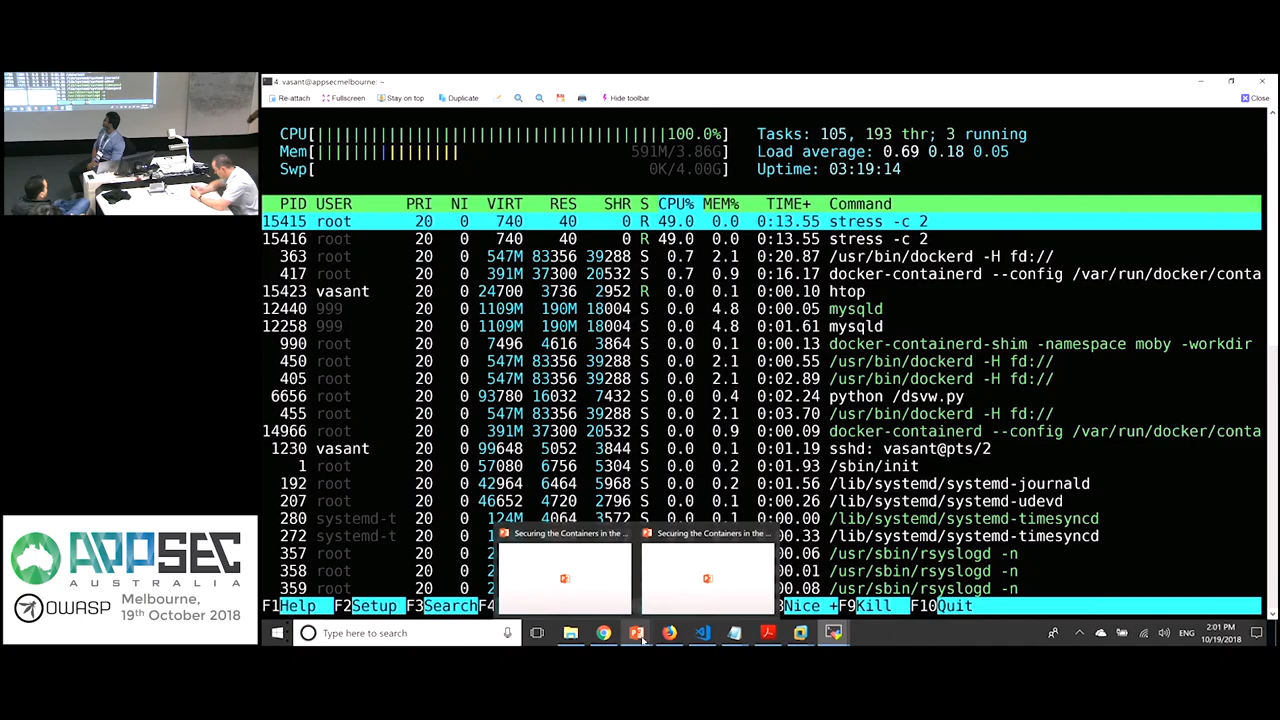 4. vasant@appsecmelbourne: ~
Re-attach Fullscreen Stay on top Duplicate Hide toolbar Close
CPU[100.0%] Tasks: 105, 193 thr; 3 running
Mem[591M/3.86G] Load average: 0.69 0.18 0.05
Swp[0K/4.00G] Uptime: 03:19:14
PID USER PRI NI VIRT RES SHR S CPU% MEM% TIME+ Command
15415 root 20 0 740 40 0 R 49.0 0.0 0:13.55 stress -c 2
15416 root 20 0 740 40 0 R 49.0 0.0 0:13.55 stress -c 2
363 root 20 0 547M 83356 39288 S 0.7 2.1 0:20.87 /usr/bin/dockerd -H fd://
417 root 20 0 391M 37300 20532 S 0.7 0.9 0:16.17 docker-containerd --config /var/run/docker/conta
15423 vasant 20 0 24700 3736 2952 R 0.0 0.1 0:00.10 htop
12440 999 20 0 1109M 190M 18004 S 0.0 4.8 0:00.05 mysqld
12258 999 20 0 1109M 190M 18004 S 0.0 4.8 0:01.61 mysqld
990 root 20 0 7496 4616 3864 S 0.0 0.1 0:00.13 docker-containerd-shim -namespace moby -workdir
450 root 20 0 547M 83356 39288 S 0.0 2.1 0:00.55 /usr/bin/dockerd -H fd://
405 root 20 0 547M 83356 39288 S 0.0 2.1 0:02.89 /usr/bin/dockerd -H fd://
6656 root 20 0 93780 16032 7432 S 0.0 0.4 0:02.24 python /dsvw.py
455 root 20 0 547M 83356 39288 S 0.0 2.1 0:03.70 /usr/bin/dockerd -H fd://
14966 root 20 0 391M 37300 20532 S 0.0 0.9 0:00.09 docker-containerd --config /var/run/docker/conta
1230 vasant 20 0 99648 5052 3844 S 0.0 0.1 0:01.19 sshd: vasant@pts/2
1 root 20 0 57080 6756 5304 S 0.0 0.2 0:01.93 /sbin/init
192 root 20 0 42964 6464 5968 S 0.0 0.2 0:01.56 /lib/systemd/systemd-journald
207 root 20 0 46652 4720 2796 S 0.0 0.1 0:00.26 /lib/systemd/systemd-udevd
280 systemd-t 20 0 124M 4064 3572 S 0.0 0.1 /lib/systemd/systemd-timesyncd
272 systemd-t 20 0 .33 /lib/systemd/systemd-timesyncd
357 root 20 0 .06 /usr/sbin/rsyslogd -n
358 root 20 0 .01 /usr/sbin/rsyslogd -n
359 root 20 0 .08 /usr/sbin/rsyslogd -n
Securing the Containers in the ... Securing the Containers in the ...
F1Help F2Setup F3Search F4 Nice + F9Kill F10Quit
Type here to search ENG 2:01 PM
10/19/2018
APPSEC
AUSTRALIA
OWASP
Melbourne,
19th October 2018